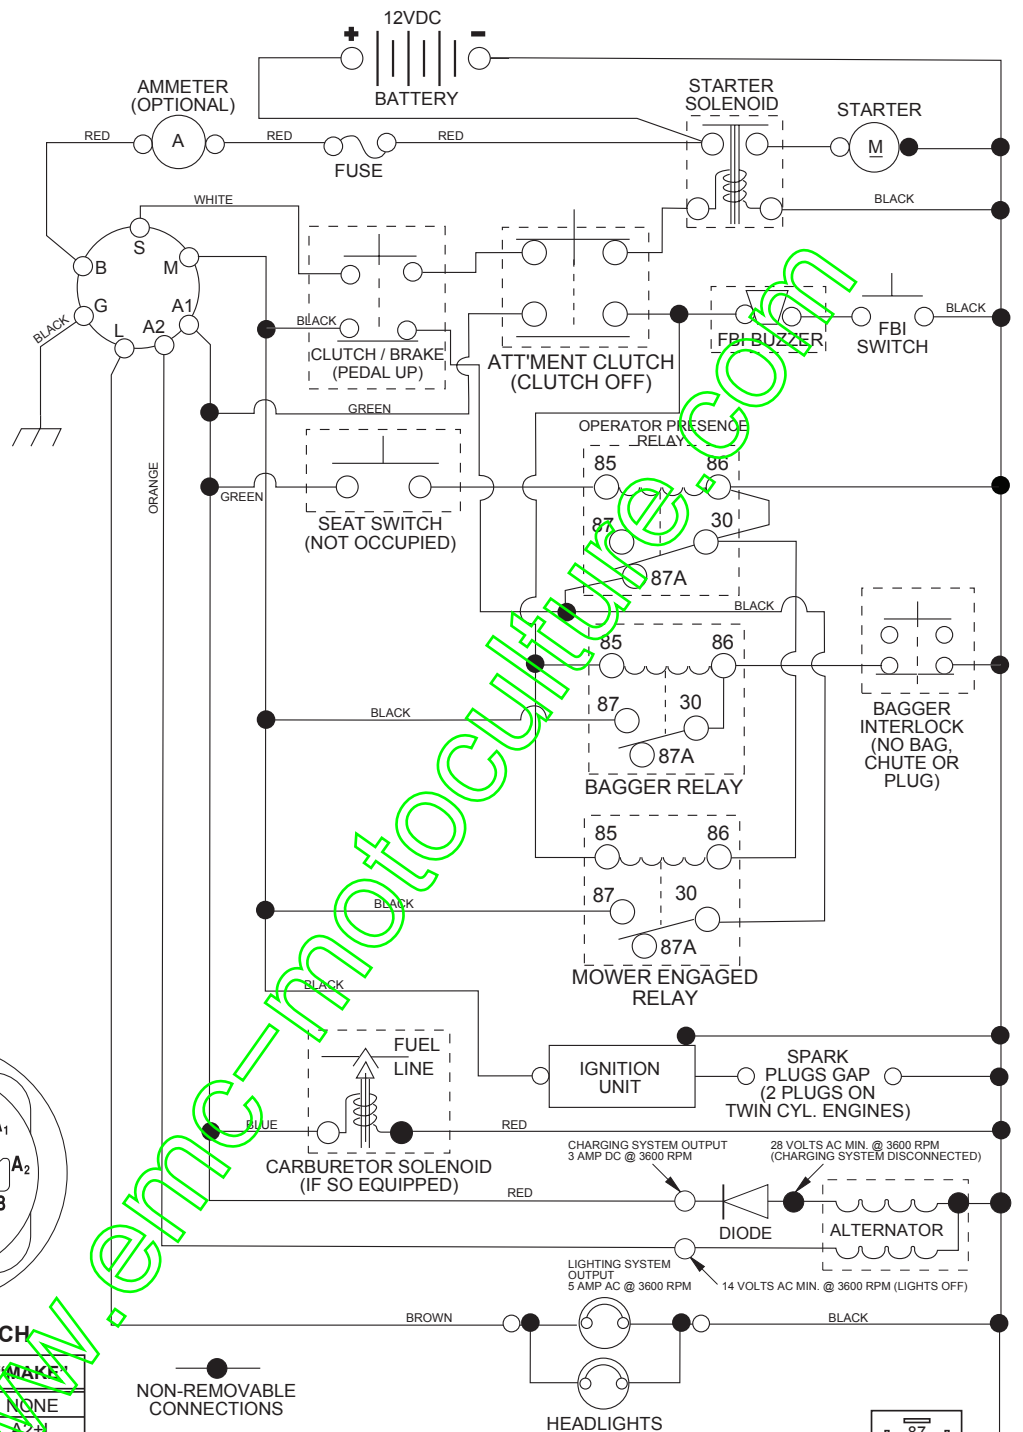 12VDC
+
-
BATTERY
AMMETER
(OPTIONAL)
STARTER
SOLENOID
STARTER
RED
A
RED
RED
M
FUSE
WHITE
BLACK
S
B
M
G
A1
L
A2
BLACK
BLACK
CLUTCH / BRAKE
(PEDAL UP)
ATT'MENT CLUTCH
(CLUTCH OFF)
FBI BUZZER
FBI
SWITCH
BLACK
GREEN
OPERATOR PRESENCE
RELAY
85
86
87
30
87A
ORANGE
GREEN
SEAT SWITCH
(NOT OCCUPIED)
BLACK
85
86
87
30
87A
BAGGER RELAY
BLACK
BAGGER
INTERLOCK
(NO BAG,
CHUTE OR
PLUG)
85
86
87
30
87A
MOWER ENGAGED
RELAY
BLACK
BLACK
FUEL
LINE
IGNITION
UNIT
SPARK
PLUGS GAP
(2 PLUGS ON
TWIN CYL. ENGINES)
BLUE
RED
CARBURETOR SOLENOID
(IF SO EQUIPPED)
CHARGING SYSTEM OUTPUT
3 AMP DC @ 3600 RPM
28 VOLTS AC MIN. @ 3600 RPM
(CHARGING SYSTEM DISCONNECTED)
RED
DIODE
ALTERNATOR
LIGHTING SYSTEM
OUTPUT
5 AMP AC @ 3600 RPM
14 VOLTS AC MIN. @ 3600 RPM (LIGHTS OFF)
BROWN
BLACK
HEADLIGHTS
NON-REMOVABLE
CONNECTIONS
A2
CH
"MAKE"
NONE
A2+L
87
w.emc-motoculture.com